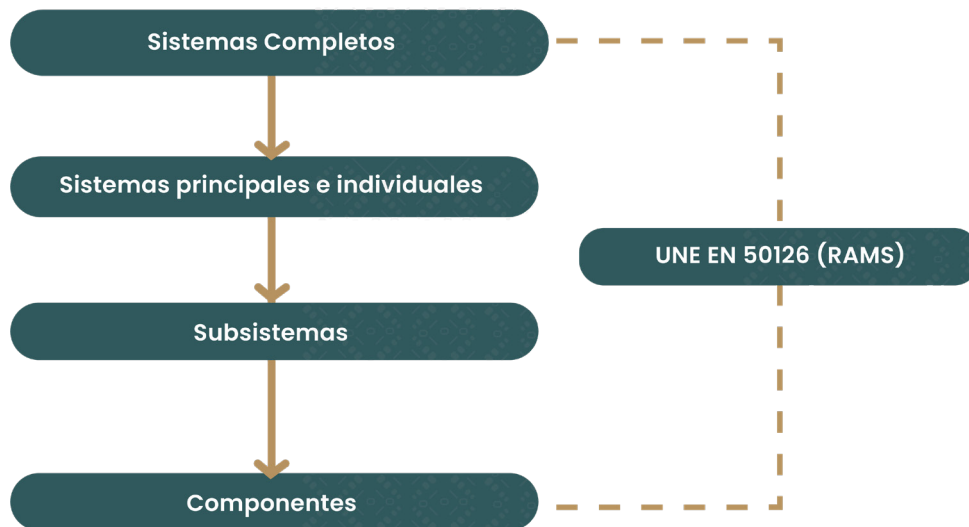 Sistemas Completos
Sistemas principales e individuales
UNE EN 50126 (RAMS)
Subsistemas
Componentes